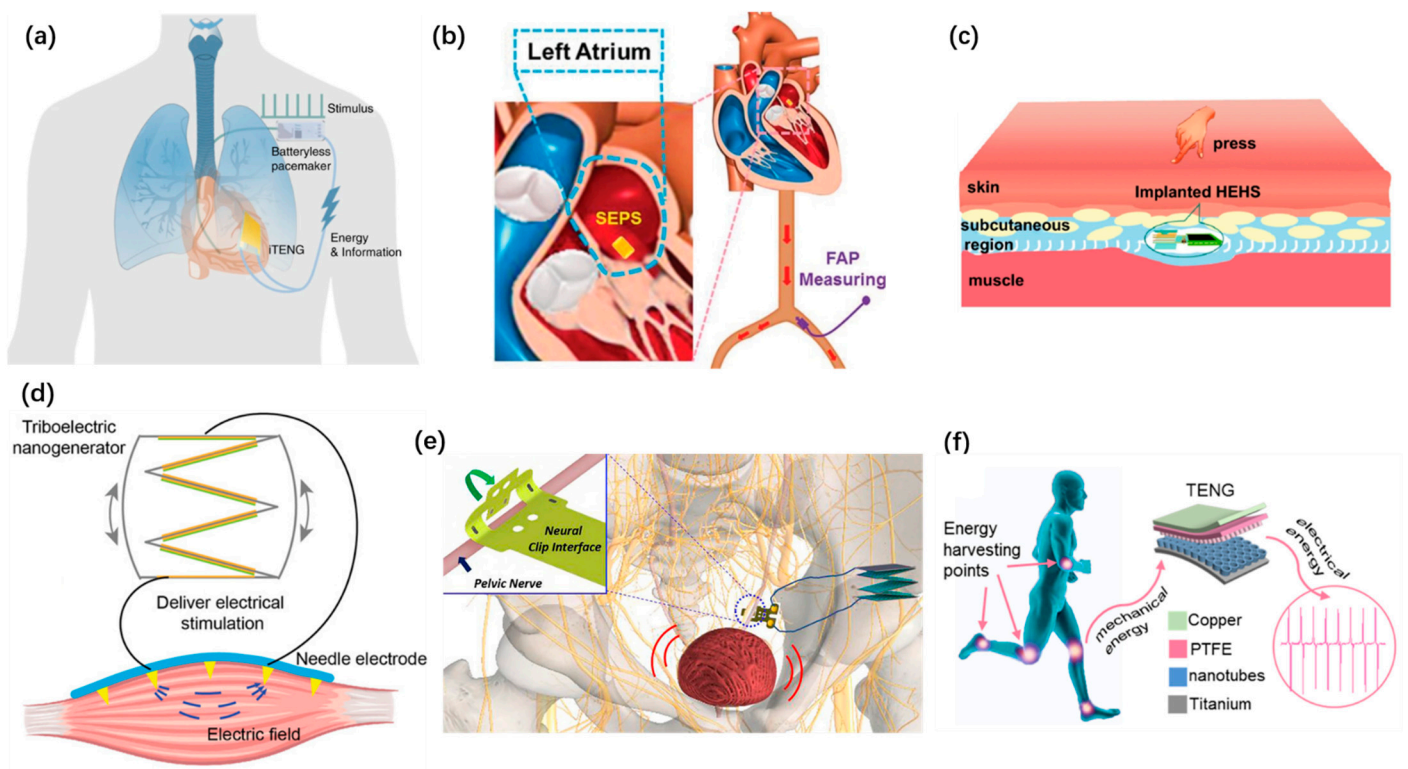 (a)
Stimulus
Batteryless
pacemaker
iTENG
Energy
& Information
(b)
Left Atrium
SEPS
FAP
Measuring
(c)
press
skin
Implanted HEHS
subcutaneous
region
muscle
(d)
Triboelectric
nanogenerator
Deliver electrical
stimulation
Needle electrode
Electric field
(e)
Neural
Clip Interface
Pelvic Nerve
(f)
Energy
harvesting
points
mechanical
energy
TENG
electrical
energy
Copper
PTFE
nanotubes
Titanium